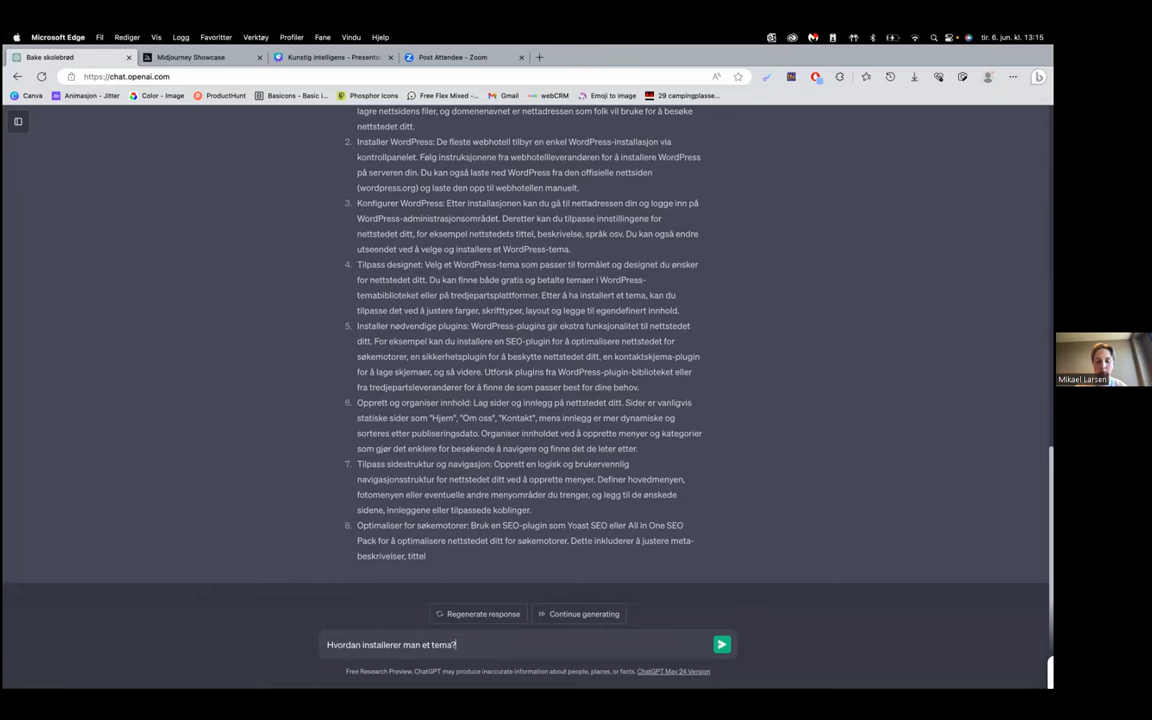 Microsoft Edge Fil Rediger Vis Logg Favoritter Verktøy Profiler Fane Vindu Hjelp tir. 6. jun. kl. 13:15
Bake skolebrød Midjourney Showcase Kunstig intelligens - Presentat Post Attendee - Zoom
https://chat.openai.com
Canva Animasjon - Jitter Color - Image ProductHunt Basicons - Basic i... Phosphor Icons Free Flex Mixed -... Gmail webCRM Emoji to image 29 campingplasse...
lagre nettsidens filer, og domenenavnet er nettadressen som folk vil bruke for å besøke
nettstedet ditt.
2. Installer WordPress: De fleste webhotell tilbyr en enkel WordPress-installasjon via
kontrollpanelet. Følg instruksjonene fra webhotellleverandøren for å installere WordPress
på serveren din. Du kan også laste ned WordPress fra den offisielle nettsiden
(wordpress.org) og laste den opp til webhotellen manuelt.
3. Konfigurer WordPress: Etter installasjonen kan du gå til nettadressen din og logge inn på
WordPress-administrasjonsområdet. Deretter kan du tilpasse innstillingene for
nettstedet ditt, for eksempel nettstedets tittel, beskrivelse, språk osv. Du kan også endre
utseendet ved å velge og installere et WordPress-tema.
4. Tilpass designet: Velg et WordPress-tema som passer til formålet og designet du ønsker
for nettstedet ditt. Du kan finne både gratis og betalte temaer i WordPress-
temabiblioteket eller på tredjepartsplattformer. Etter å ha installert et tema, kan du
tilpasse det ved å justere farger, skrifttyper, layout og legge til egendefinert innhold.
5. Installer nødvendige plugins: WordPress-plugins gir ekstra funksjonalitet til nettstedet
ditt. For eksempel kan du installere en SEO-plugin for å optimalisere nettstedet for
søkemotorer, en sikkerhetsplugin for å beskytte nettstedet ditt, en kontaktskjema-plugin
for å lage skjemaer, og så videre. Utforsk plugins fra WordPress-plugin-biblioteket eller
fra tredjepartsleverandører for å finne de som passer best for dine behov.
6. Opprett og organiser innhold: Lag sider og innlegg på nettstedet ditt. Sider er vanligvis
statiske sider som "Hjem", "Om oss", "Kontakt", mens innlegg er mer dynamiske og
sorteres etter publiseringsdato. Organiser innholdet ved å opprette menyer og kategorier
som gjør det enklere for besøkende å navigere og finne det de leter etter.
7. Tilpass sidestruktur og navigasjon: Opprett en logisk og brukervennlig
navigasjonsstruktur for nettstedet ditt ved å opprette menyer. Definer hovedmenyen,
fotomenyen eller eventuelle andre menyområder du trenger, og legg til de ønskede
sidene, innleggene eller tilpassede koblinger.
8. Optimaliser for søkemotorer: Bruk en SEO-plugin som Yoast SEO eller All in One SEO
Pack for å optimalisere nettstedet ditt for søkemotorer. Dette inkluderer å justere meta-
beskrivelser, tittel
Regenerate response Continue generating
Hvordan installerer man et tema?
Free Research Preview. ChatGPT may produce inaccurate information about people, places, or facts. ChatGPT May 24 Version
Mikael Larsen